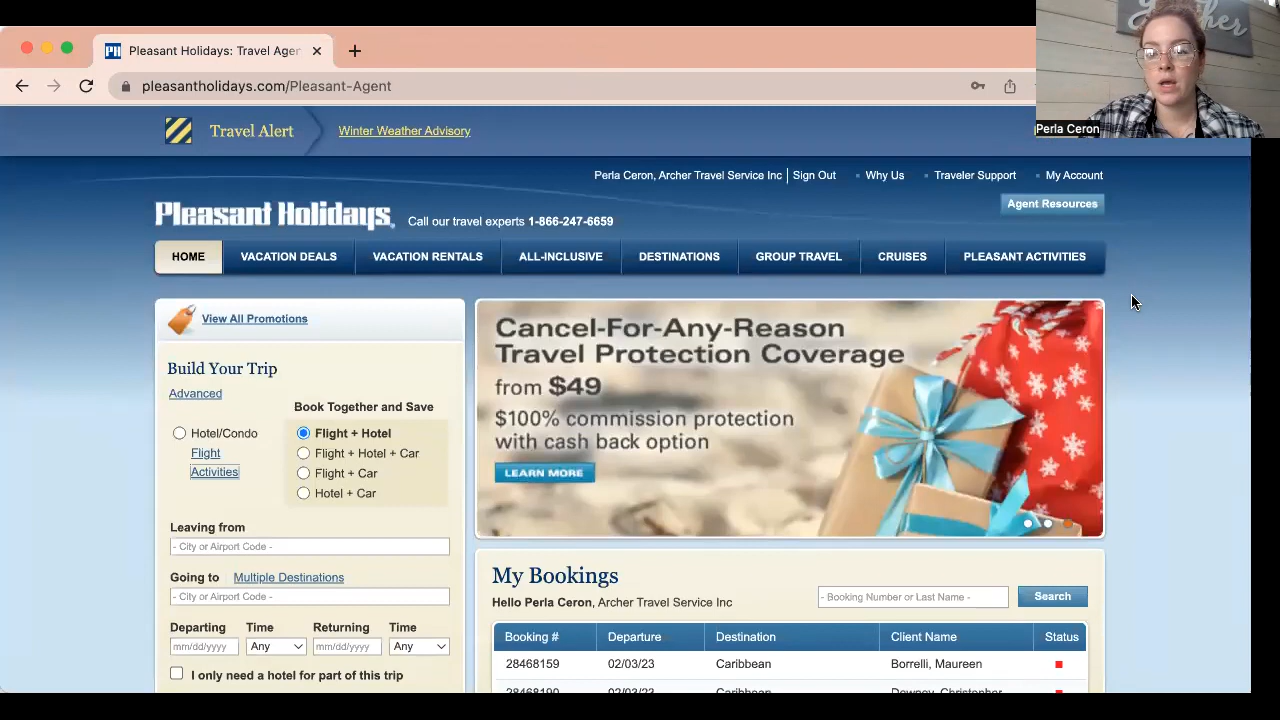 Pleasant Holidays: Travel Ager
pleasantholidays.com/Pleasant-Agent
Gather
Perla Ceron
Travel Alert
Winter Weather Advisory
Perla Ceron, Archer Travel Service Inc | Sign Out
Why Us
Traveler Support
My Account
Pleasant Holidays.
Call our travel experts 1-866-247-6659
Agent Resources
HOME
VACATION DEALS
VACATION RENTALS
ALL-INCLUSIVE
DESTINATIONS
GROUP TRAVEL
CRUISES
PLEASANT ACTIVITIES
View All Promotions
Build Your Trip
Advanced
Book Together and Save
Hotel/Condo
Flight
Activities
Flight + Hotel
Flight + Hotel + Car
Flight + Car
Hotel + Car
Leaving from
- City or Airport Code -
Going to
Multiple Destinations
- City or Airport Code -
Departing Time Returning Time
mm/dd/yyyy Any mm/dd/yyyy Any
I only need a hotel for part of this trip
Cancel-For-Any-Reason
Travel Protection Coverage
from $49
$100% commission protection
with cash back option
LEARN MORE
My Bookings
Hello Perla Ceron, Archer Travel Service Inc
- Booking Number or Last Name -
Search
Booking # Departure Destination Client Name Status
28468159 02/03/23 Caribbean Borrelli, Maureen
28468190 02/03/23 Caribbean Downey, Christopher